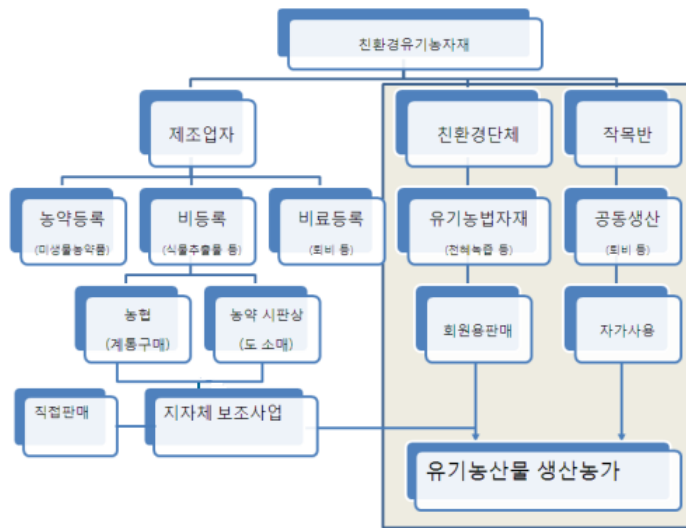 친환경유기농자재
제조업자
친환경단체
작목반
농약등록
(미생물농약품)
비등록
(식물추출물 등)
비료등록
(퇴비 등)
유기농법자재
(천혜녹즙 등)
공동생산
(퇴비 등)
농협
(계통구매)
농약 시판상
(도 소매)
회원용판매
자가사용
직접판매
지자체 보조사업
유기농산물 생산농가